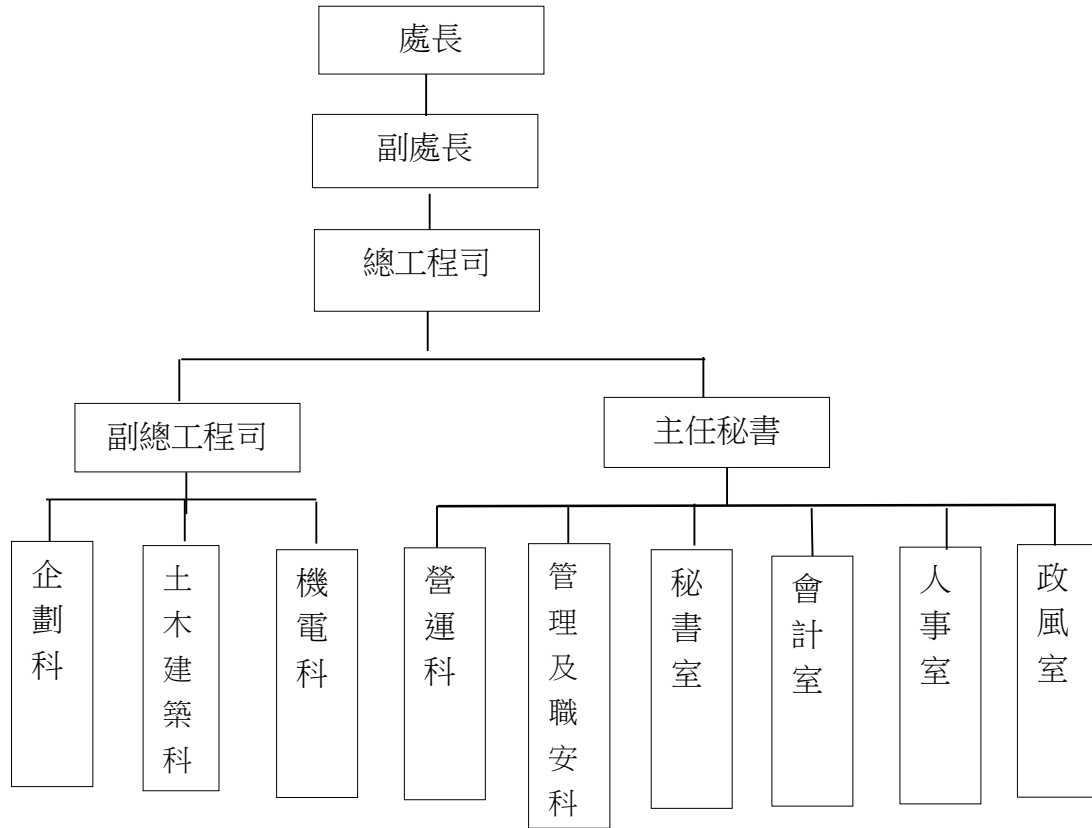 處長
副處長
總工程司
副總工程司
主任秘書
企劃科
土木建築科
機電科
營運科
管理及職安科
秘書室
會計室
人事室
政風室